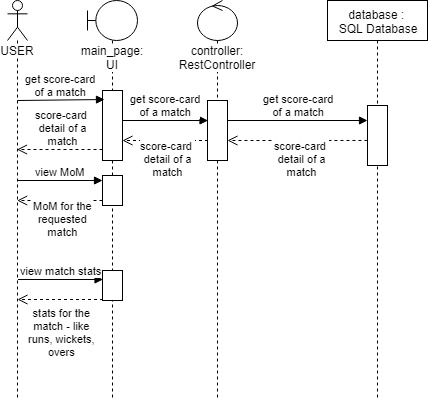 USER
main_page:
UI
controller:
RestController
database :
SQL Database
get score-card
of a match
get score-card
of a match
get score-card
of a match
score-card
detail of a
match
score-card
detail of a
match
score-card
detail of a
match
view MoM
MoM for the
requested
match
view match stats
stats for the
match - like
runs, wickets,
overs